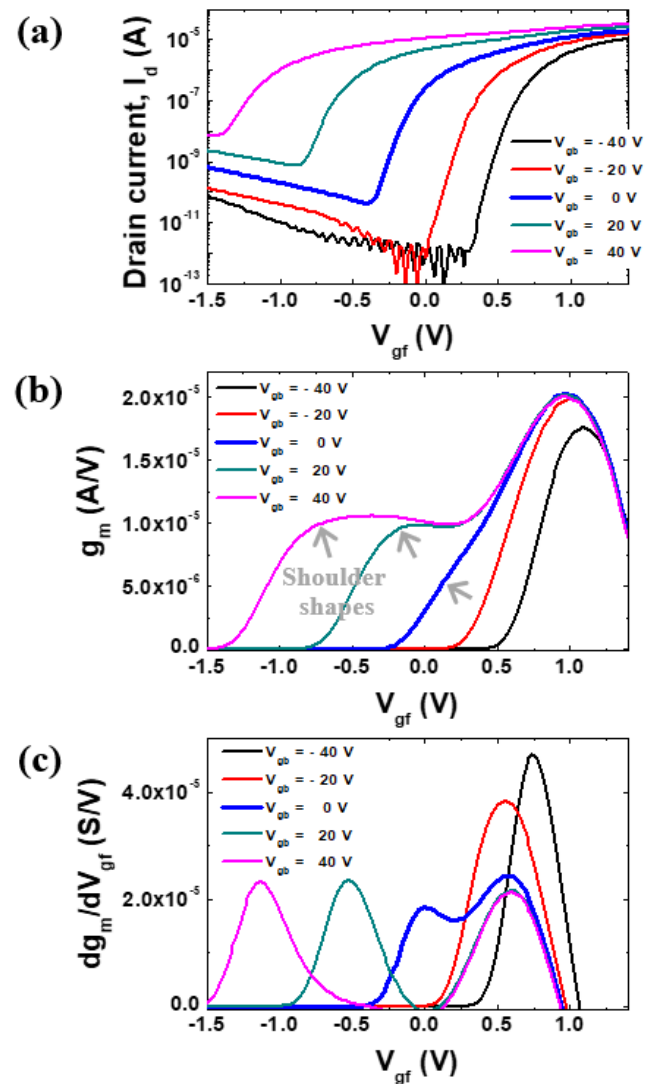 (a)
Drain current, I_d (A)
10^-5
10^-7
10^-9
10^-11
10^-13
V_gb = - 40 V
V_gb = - 20 V
V_gb = 0 V
V_gb = 20 V
V_gb = 40 V
-1.5 -1.0 -0.5 0.0 0.5 1.0
V_gf (V)
(b)
g_m (A/V)
2.0x10^-5
1.5x10^-5
1.0x10^-5
5.0x10^-6
0.0
V_gb = - 40 V
V_gb = - 20 V
V_gb = 0 V
V_gb = 20 V
V_gb = 40 V
Shoulder
shapes
-1.5 -1.0 -0.5 0.0 0.5 1.0
V_gf (V)
(c)
dg_m/dV_gf (S/V)
4.0x10^-5
2.0x10^-5
0.0
V_gb = - 40 V
V_gb = - 20 V
V_gb = 0 V
V_gb = 20 V
V_gb = 40 V
-1.5 -1.0 -0.5 0.0 0.5 1.0
V_gf (V)